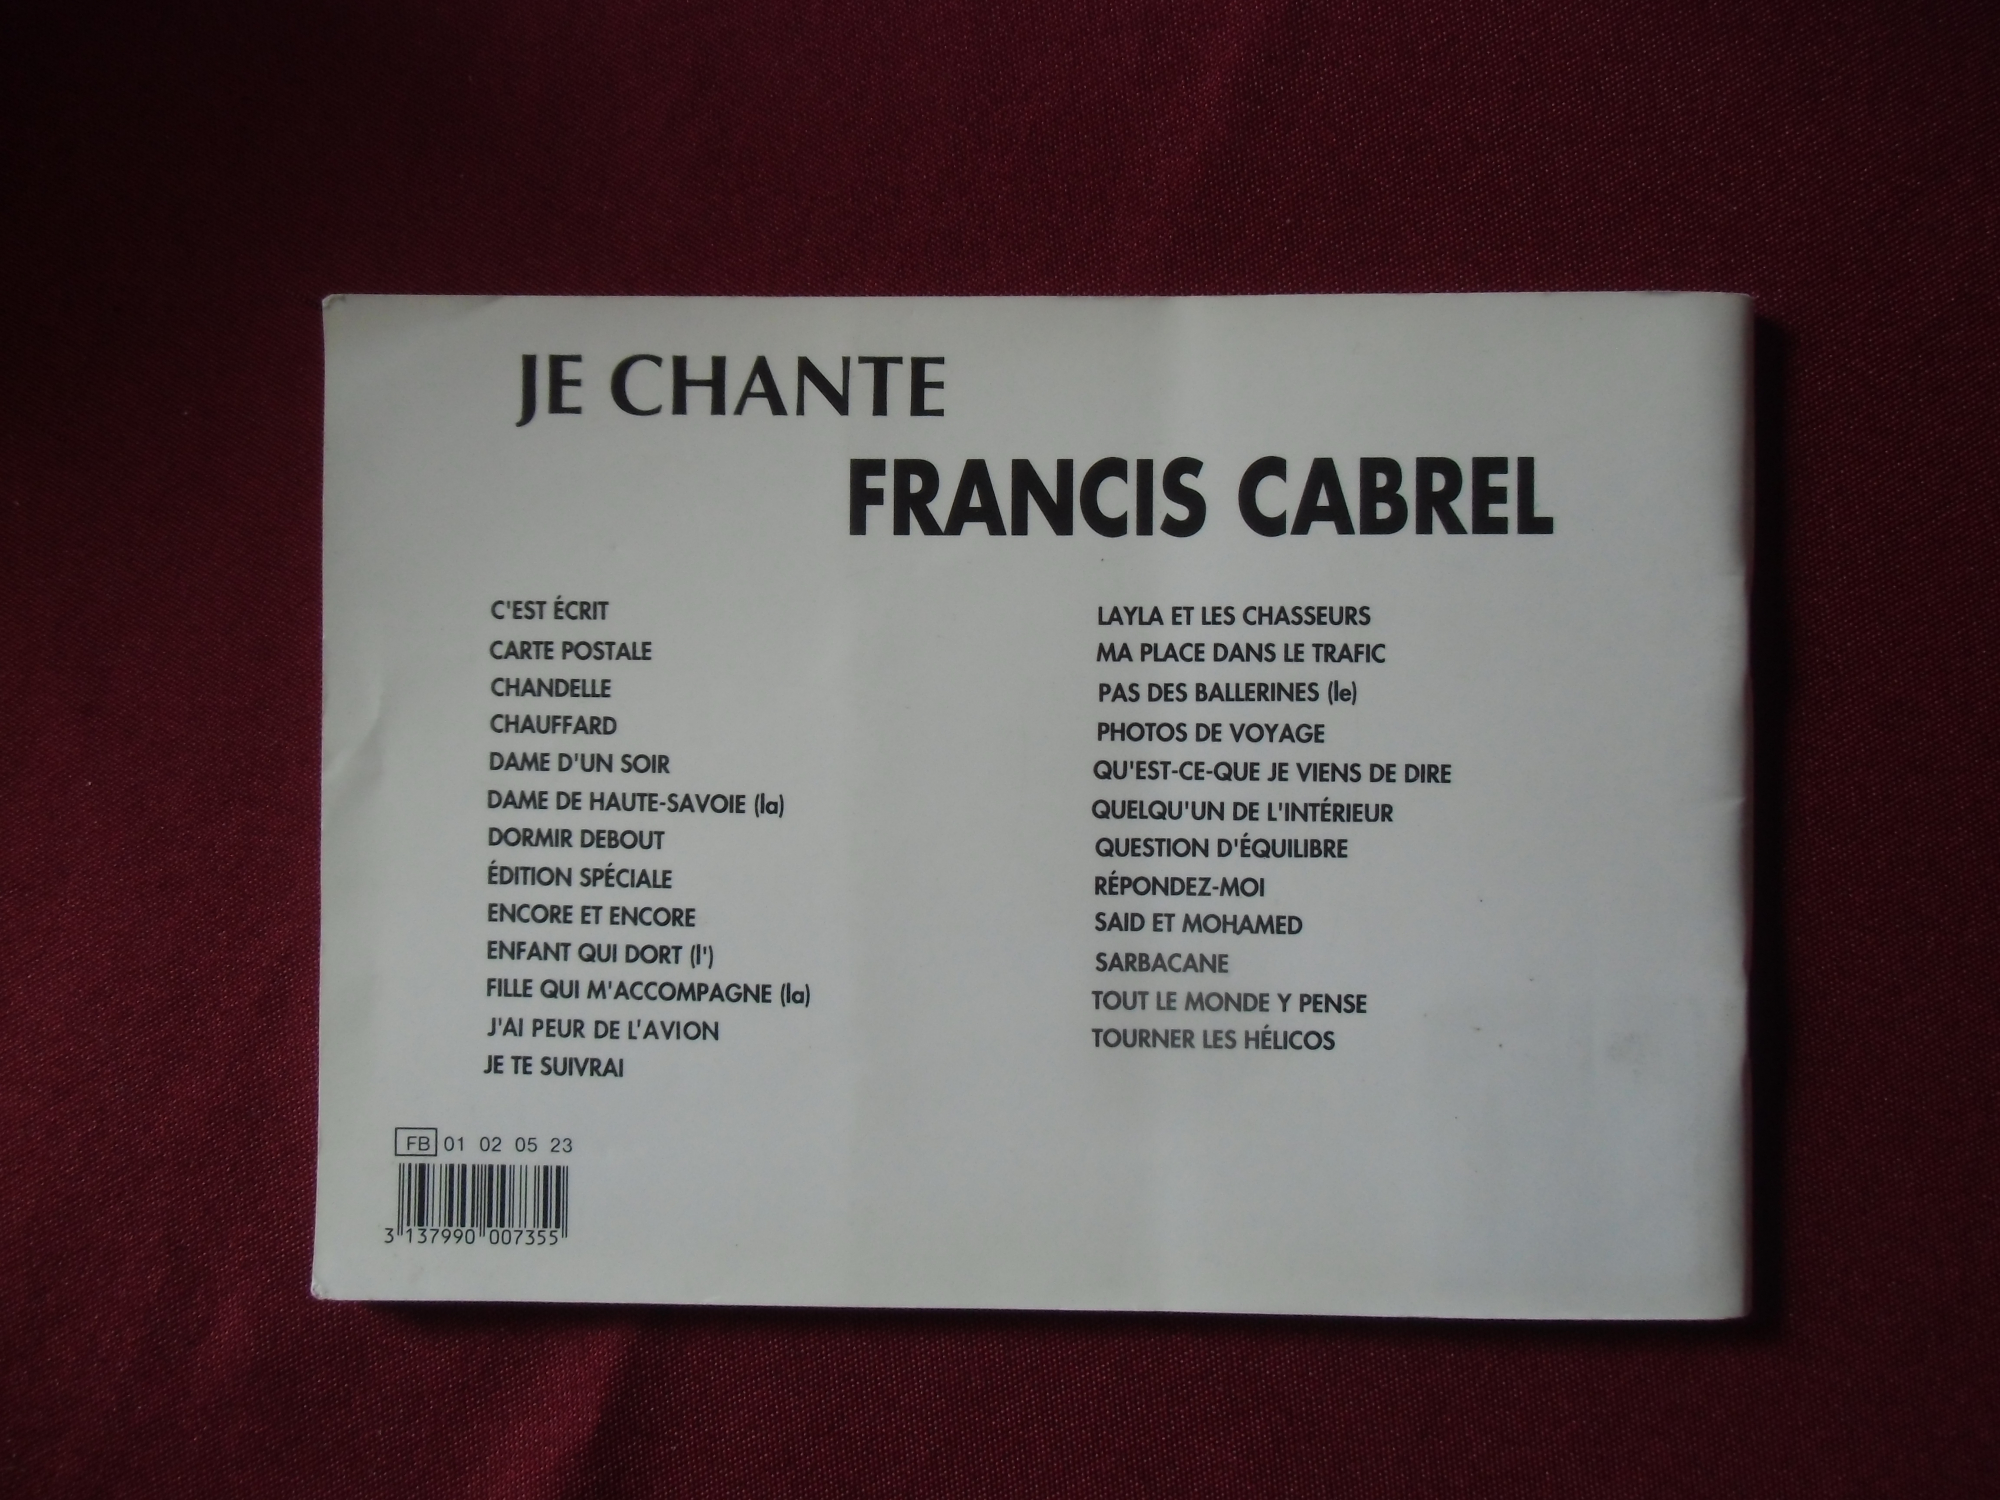 JE CHANTE
FRANCIS CABREL
C'EST ÉCRIT
CARTE POSTALE
CHANDELLE
CHAUFFARD
DAME D'UN SOIR
DAME DE HAUTE-SAVOIE (la)
DORMIR DEBOUT
ÉDITION SPÉCIALE
ENCORE ET ENCORE
ENFANT QUI DORT (l')
FILLE QUI M'ACCOMPAGNE (la)
J'AI PEUR DE L'AVION
JE TE SUIVRAI
LAYLA ET LES CHASSEURS
MA PLACE DANS LE TRAFIC
PAS DES BALLERINES (le)
PHOTOS DE VOYAGE
QU'EST-CE-QUE JE VIENS DE DIRE
QUELQU'UN DE L'INTÉRIEUR
QUESTION D'ÉQUILIBRE
RÉPONDEZ-MOI
SAID ET MOHAMED
SARBACANE
TOUT LE MONDE Y PENSE
TOURNER LES HÉLICOS
FB 01 02 05 23
3 137990 007355